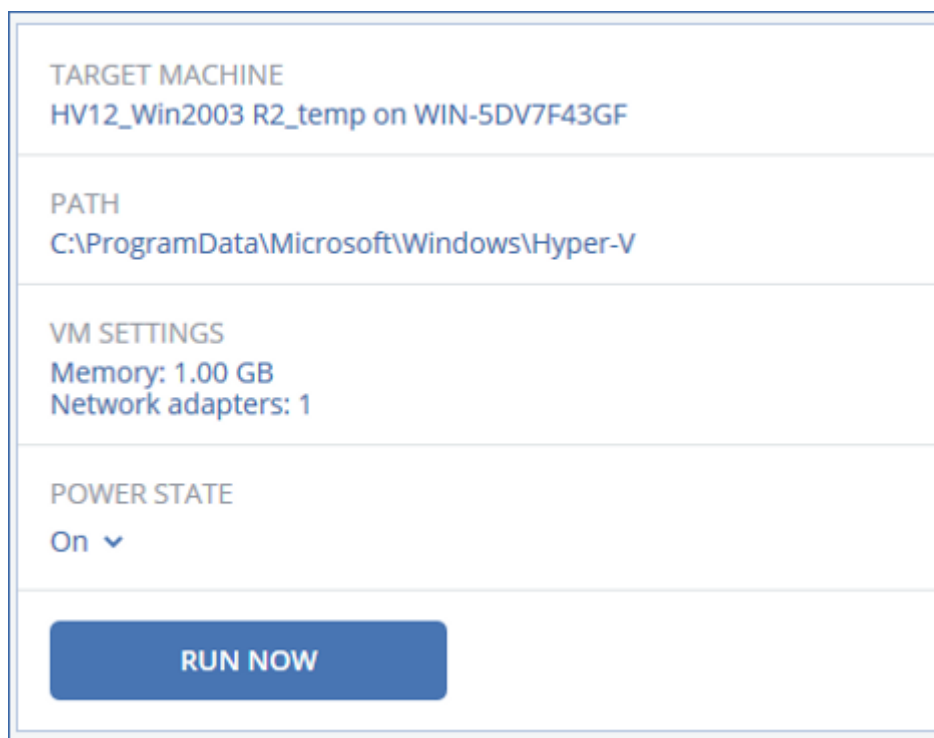 TARGET MACHINE
HV12_Win2003 R2_temp on WIN-5DV7F43GF
PATH
C:\ProgramData\Microsoft\Windows\Hyper-V
VM SETTINGS
Memory: 1.00 GB
Network adapters: 1
POWER STATE
On
RUN NOW